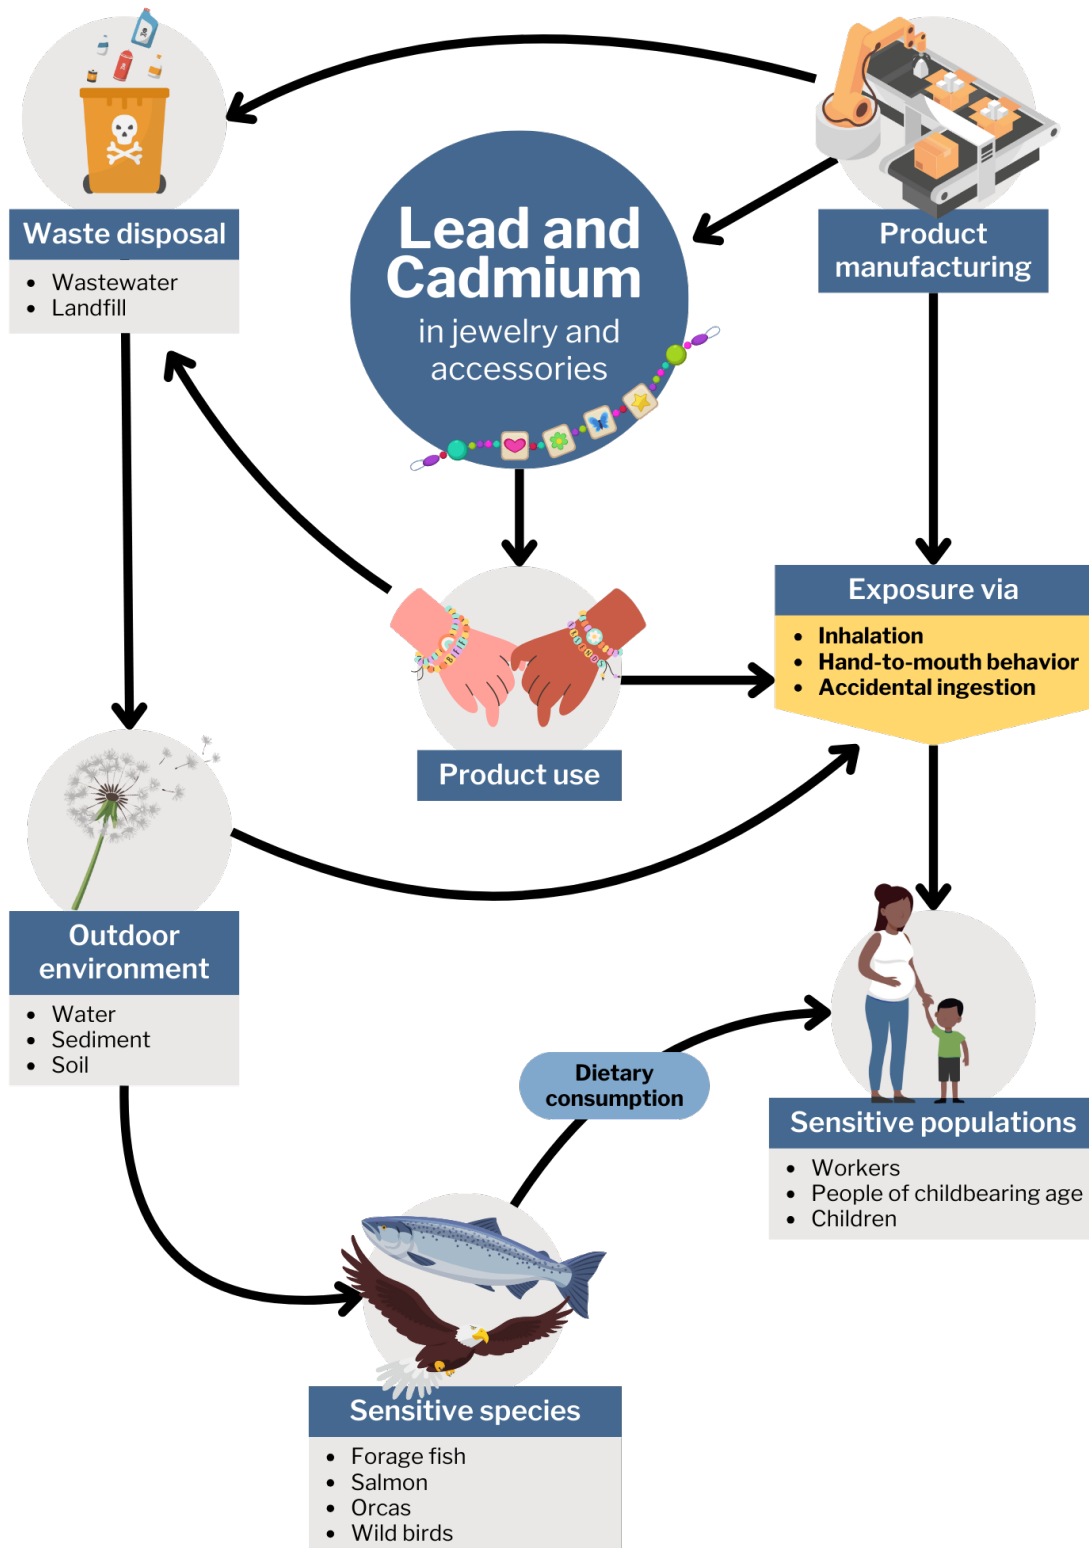 Waste disposal
• Wastewater
• Landfill
Lead and
Cadmium
in jewelry and
accessories
Product
manufacturing
Exposure via
• Inhalation
• Hand-to-mouth behavior
• Accidental ingestion
Product use
Outdoor
environment
• Water
• Sediment
• Soil
Dietary
consumption
Sensitive populations
• Workers
• People of childbearing age
• Children
Sensitive species
• Forage fish
• Salmon
• Orcas
• Wild birds